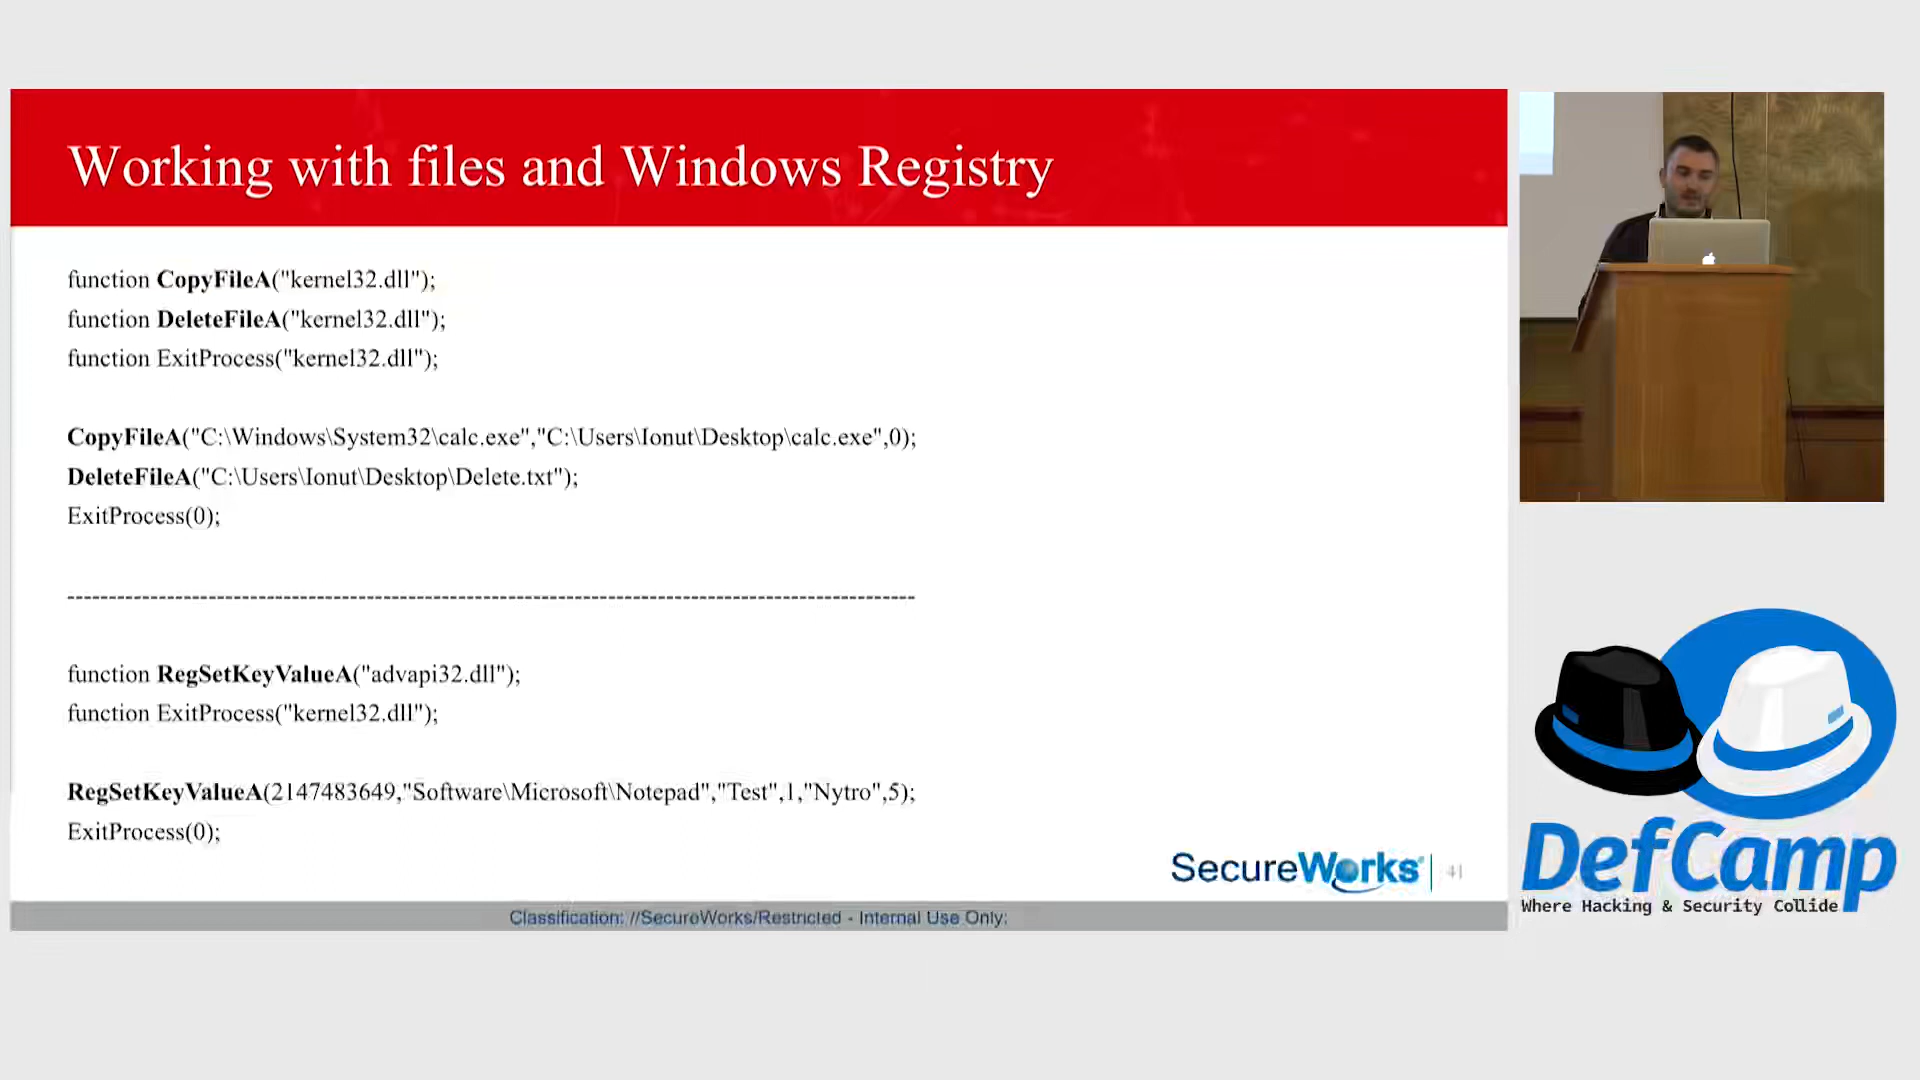 Working with files and Windows Registry
function CopyFileA("kernel32.dll");
function DeleteFileA("kernel32.dll");
function ExitProcess("kernel32.dll");
CopyFileA("C:\Windows\System32\calc.exe","C:\Users\Ionut\Desktop\calc.exe",0);
DeleteFileA("C:\Users\Ionut\Desktop\Delete.txt");
ExitProcess(0);
-------------------------------------------------------------------------------------------------------
function RegSetKeyValueA("advapi32.dll");
function ExitProcess("kernel32.dll");
RegSetKeyValueA(2147483649,"Software\Microsoft\Notepad","Test",1,"Nytro",5);
ExitProcess(0);
SecureWorks 41
Classification: //SecureWorks/Restricted - Internal Use Only:
DefCamp
Where Hacking & Security Collide